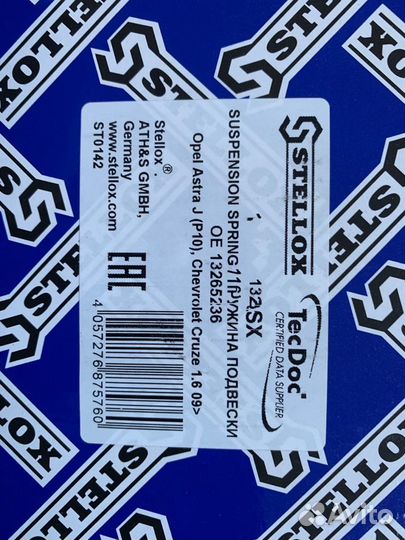 STELLOX
TecDoc
CERTIFIED DATA SUPPLIER
SUSPENSION SPRING
ПРУЖИНА ПОДВЕСКИ
OE 13265236
Opel Astra J (P10), Chevrolet Cruze 1.6 09>
Stellox®
ATH&S GMBH,
Germany
www.stellox.com
ST0142
EAC
4 057276 875760
STELLOX
STELLOX
STELLOX
STELLOX
STELLOX
Avito